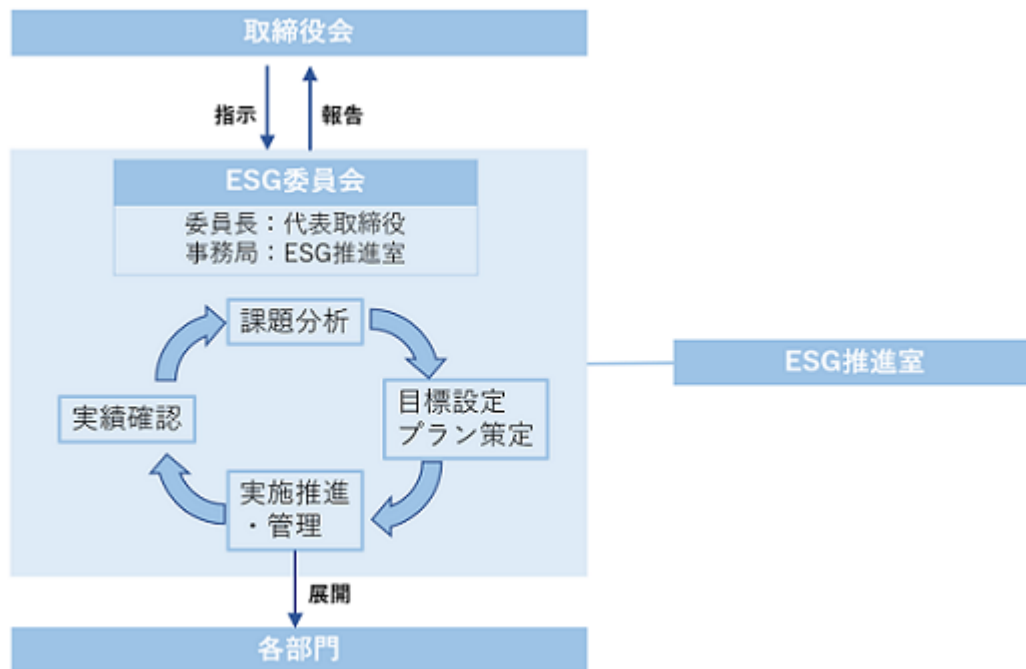 取締役会
指示
報告
ESG委員会
委員長：代表取締役
事務局：ESG推進室
課題分析
目標設定
プラン策定
実施推進
・管理
実績確認
ESG推進室
展開
各部門